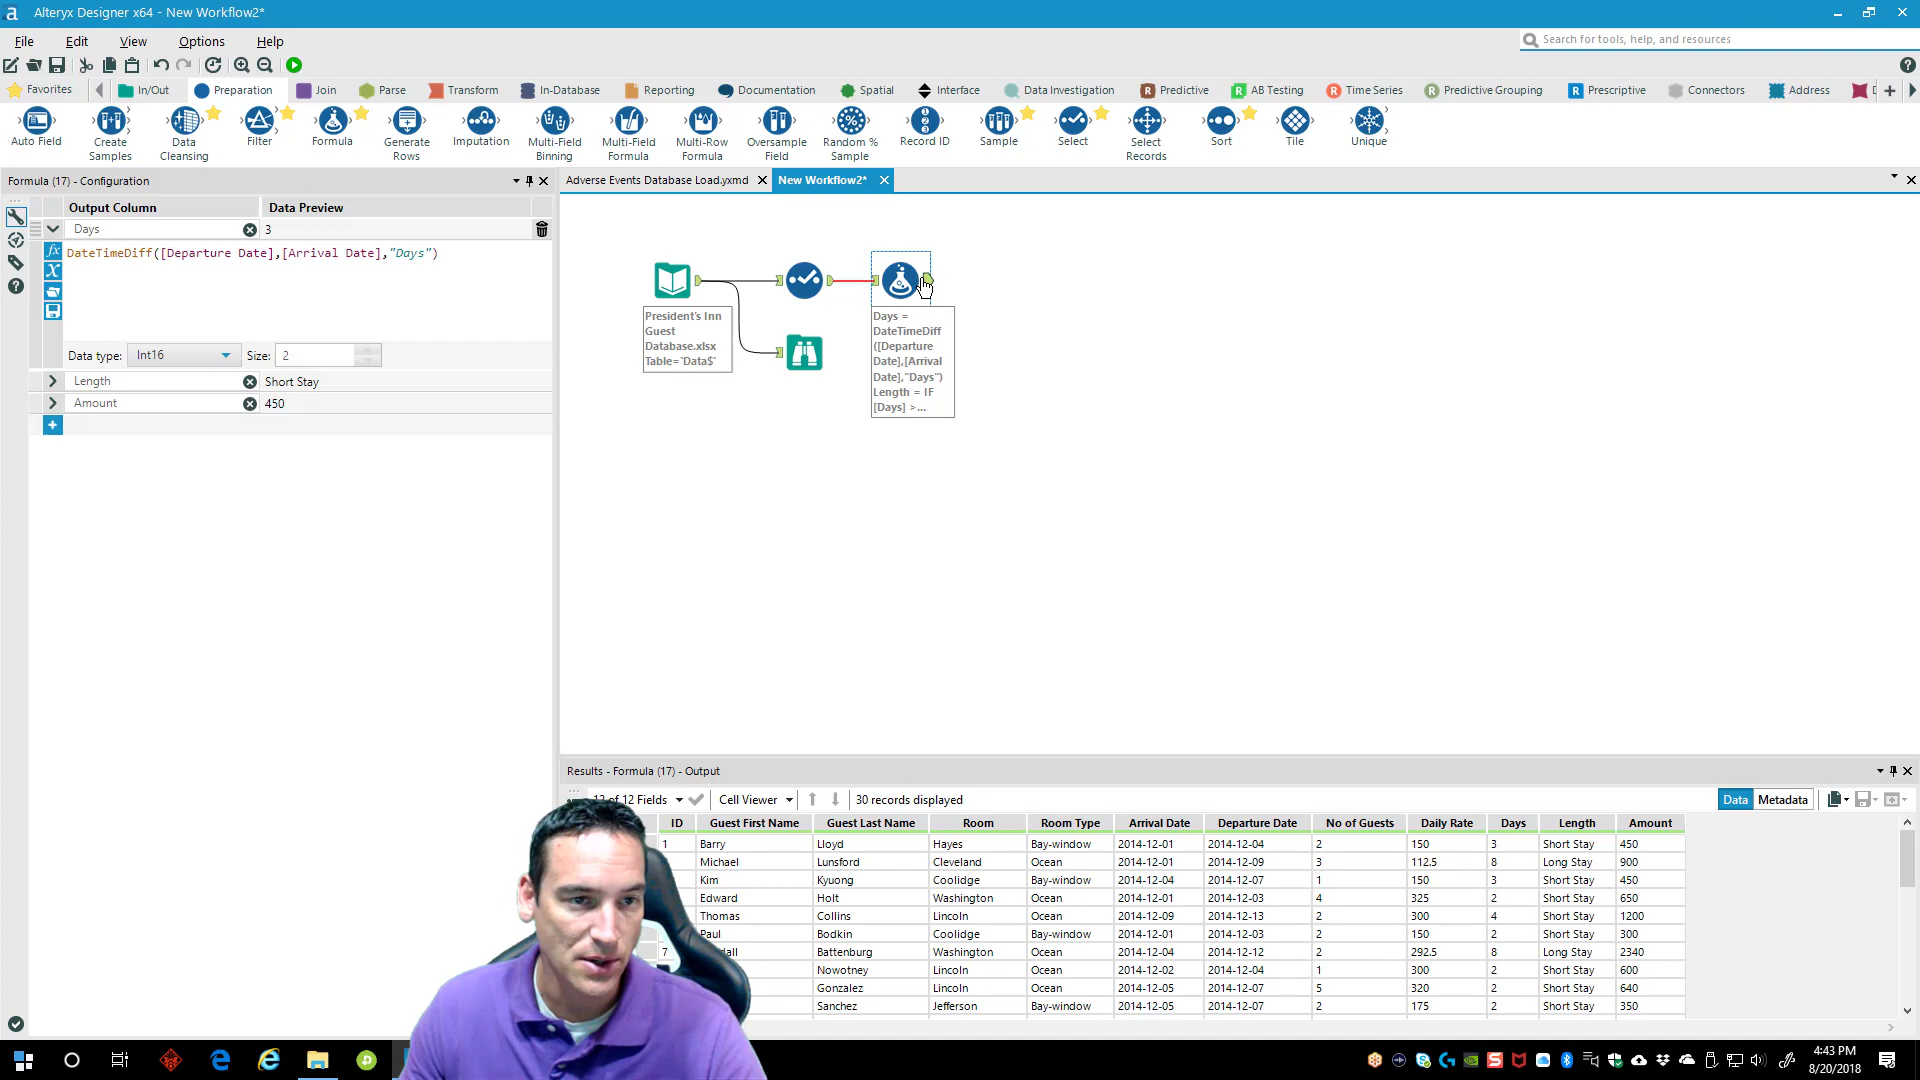 Alteryx Designer x64 - New Workflow2*
File Edit View Options Help
Search for tools, help, and resources
Favorites In/Out Preparation Join Parse Transform In-Database Reporting Documentation Spatial Interface Data Investigation Predictive AB Testing Time Series Predictive Grouping Prescriptive Connectors Address
Auto Field
Create Samples
Data Cleansing
Filter
Formula
Generate Rows
Imputation
Multi-Field Binning
Multi-Field Formula
Multi-Row Formula
Oversample Field
Random % Sample
Record ID
Sample
Select
Select Records
Sort
Tile
Unique
Formula (17) - Configuration
Adverse Events Database Load.yxmd
New Workflow2*
Output Column Data Preview
Days 3
DateTimeDiff([Departure Date],[Arrival Date],"Days")
Data type: Int16 Size: 2
Length Short Stay
Amount 450
President's Inn
Guest
Database.xlsx
Table=`Data$`
Days =
DateTimeDiff
([Departure
Date],[Arrival
Date],"Days")
Length = IF
[Days] >...
Results - Formula (17) - Output
12 of 12 Fields Cell Viewer 30 records displayed Data Metadata
ID Guest First Name Guest Last Name Room Room Type Arrival Date Departure Date No of Guests Daily Rate Days Length Amount
1 Barry Lloyd Hayes Bay-window 2014-12-01 2014-12-04 2 150 3 Short Stay 450
Michael Lunsford Cleveland Ocean 2014-12-01 2014-12-09 3 112.5 8 Long Stay 900
Kim Kyuong Coolidge Bay-window 2014-12-04 2014-12-07 1 150 3 Short Stay 450
Edward Holt Washington Ocean 2014-12-01 2014-12-03 4 325 2 Short Stay 650
Thomas Collins Lincoln Ocean 2014-12-09 2014-12-13 2 300 4 Short Stay 1200
Paul Bodkin Coolidge Bay-window 2014-12-01 2014-12-03 2 150 2 Short Stay 300
7 Battenburg Washington Ocean 2014-12-04 2014-12-12 2 292.5 8 Long Stay 2340
Nowotney Lincoln Ocean 2014-12-02 2014-12-04 1 300 2 Short Stay 600
Gonzalez Lincoln Ocean 2014-12-05 2014-12-07 5 320 2 Short Stay 640
Sanchez Jefferson Bay-window 2014-12-05 2014-12-07 2 175 2 Short Stay 350
4:43 PM
8/20/2018